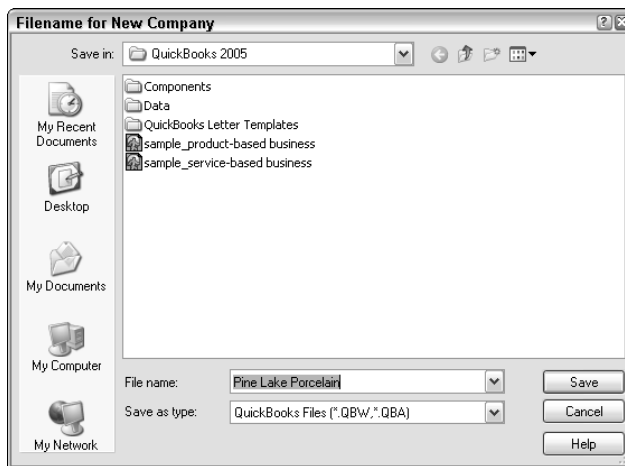 Filename for New Company
Save in:
QuickBooks 2005
My Recent
Documents
Desktop
My Documents
My Computer
My Network
Components
Data
QuickBooks Letter Templates
sample_product-based business
sample_service-based business
File name:
Pine Lake Porcelain
Save
Save as type:
QuickBooks Files (*.QBW,*.QBA)
Cancel
Help